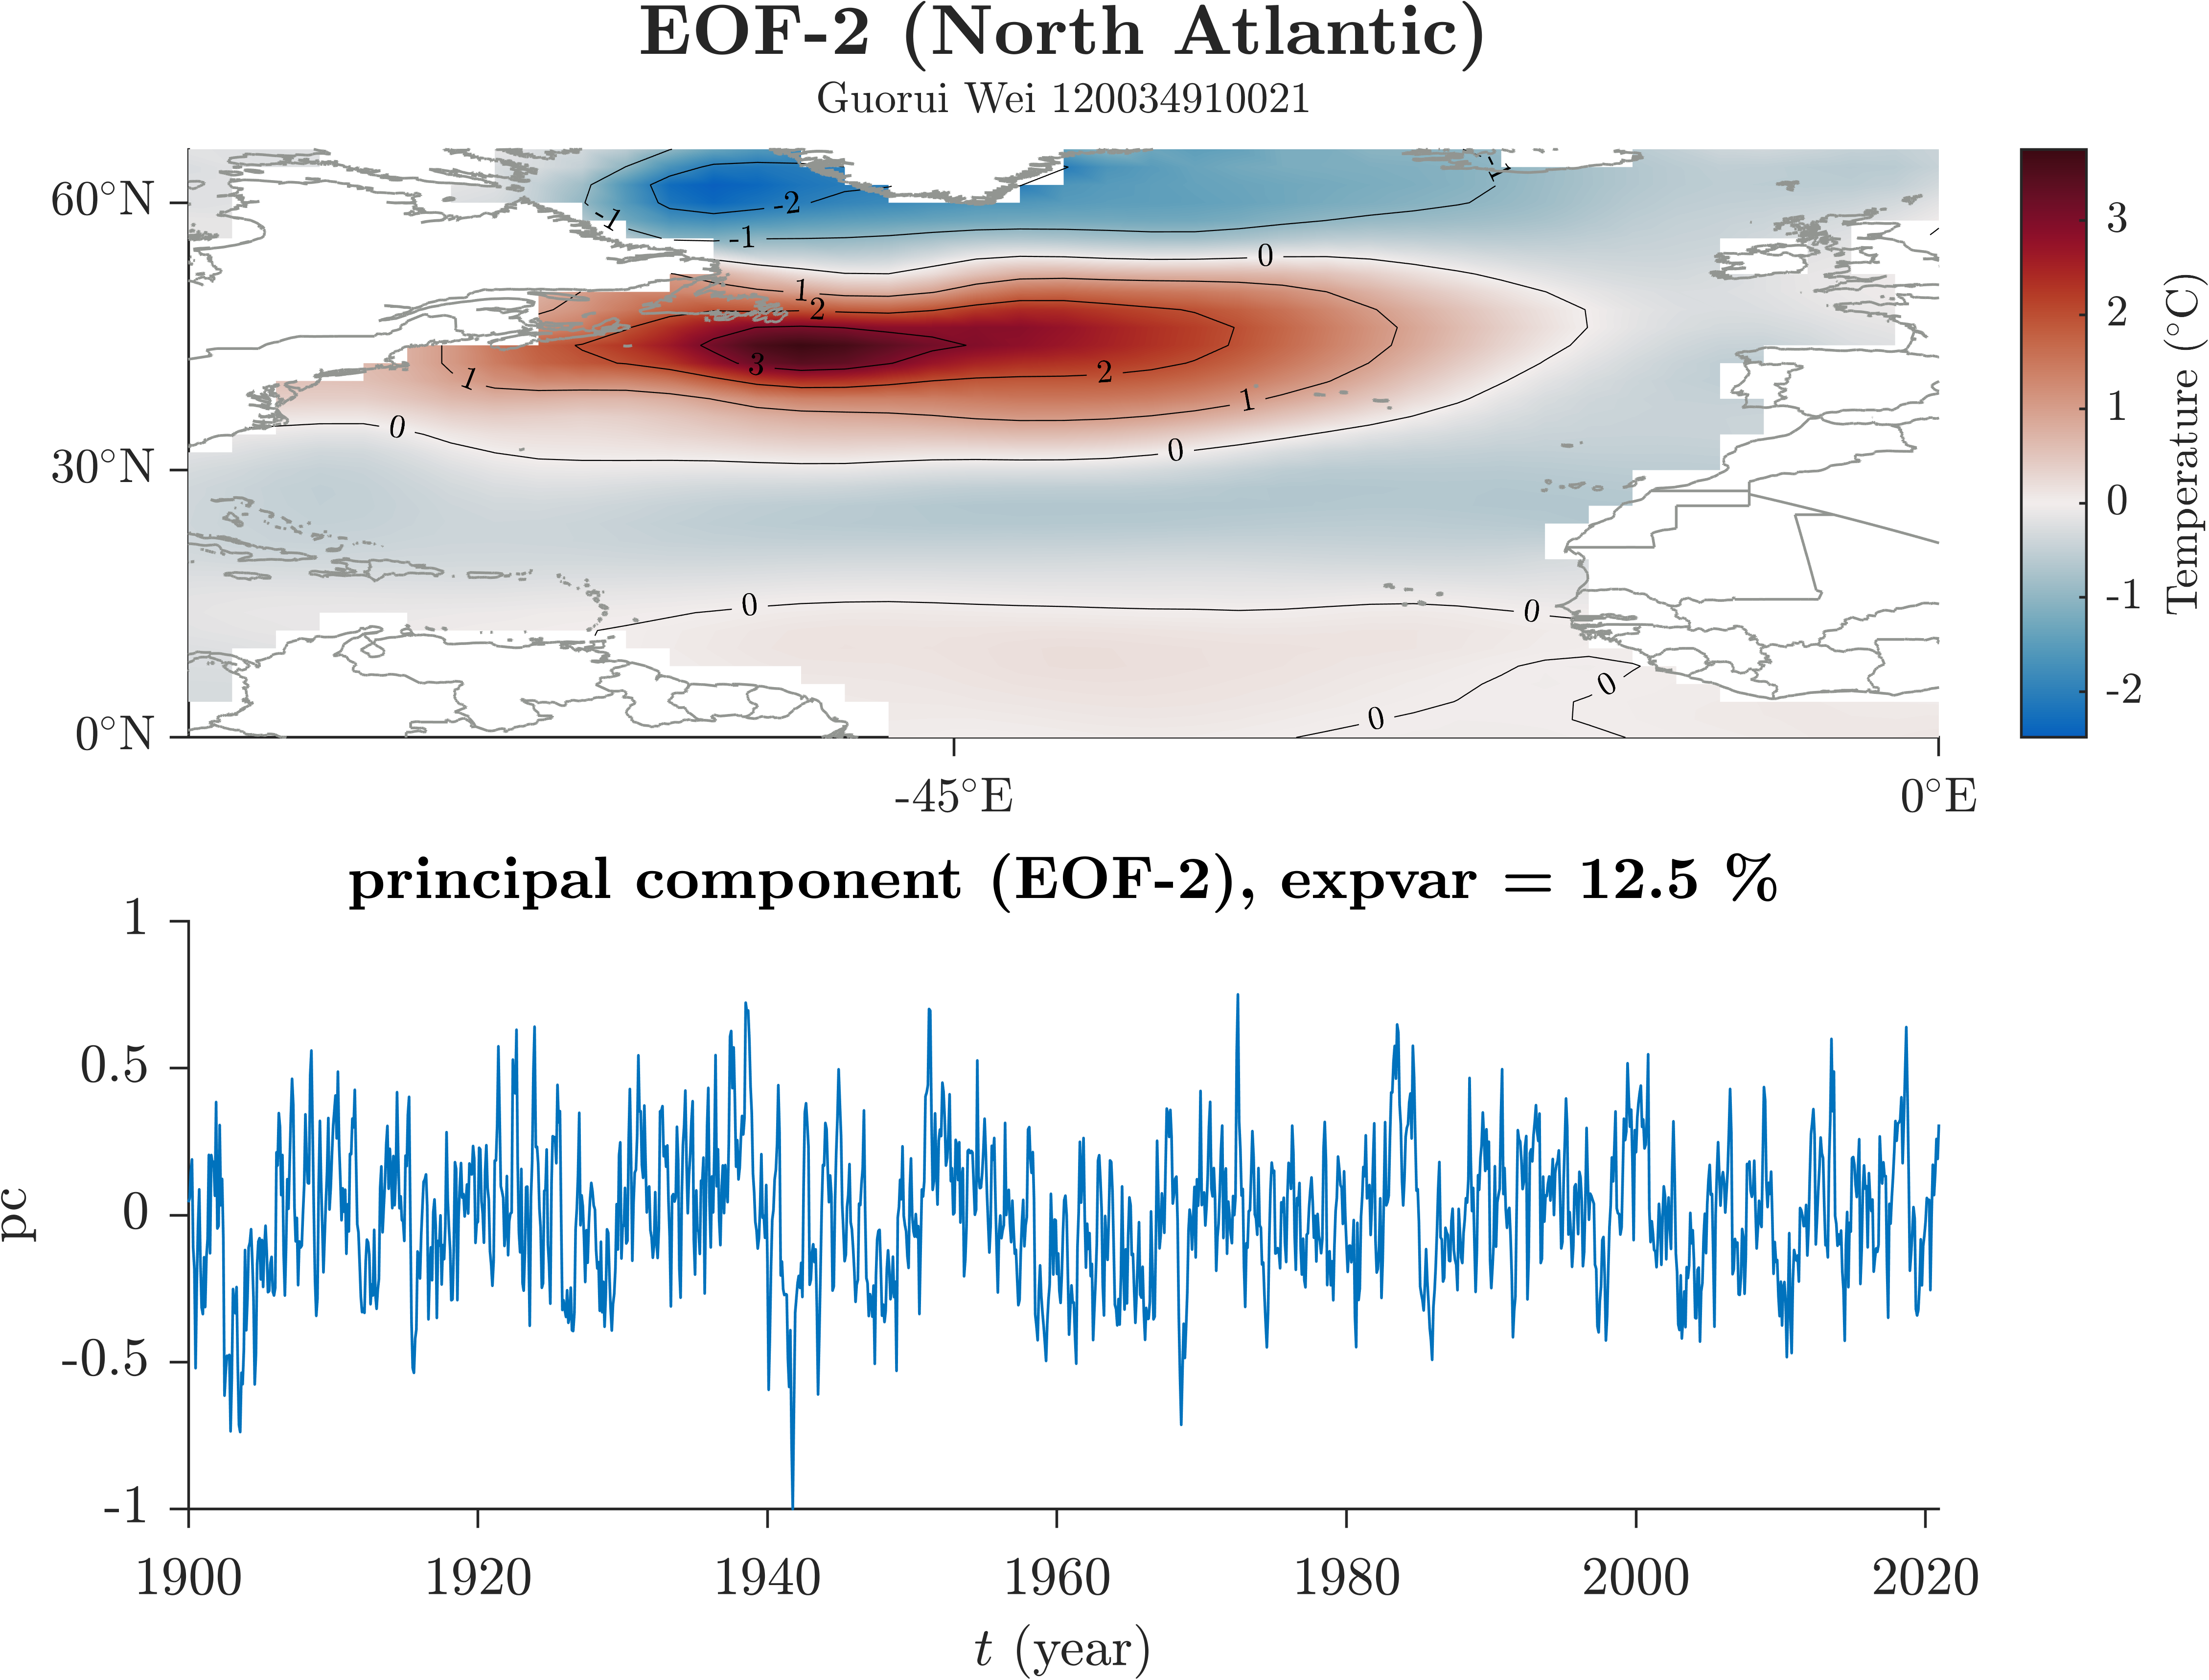 EOF-2 (North Atlantic)
Guorui Wei 120034910021
60°N
30°N
0°N
-45°E
0°E
-1
-2
-1
-1
0
1
2
3
2
1
1
0
0
0
0
0
0
3
2
1
0
-1
-2
Temperature (°C)
principal component (EOF-2), expvar = 12.5 %
1
0.5
0
-0.5
-1
pc
1900 1920 1940 1960 1980 2000 2020
t (year)